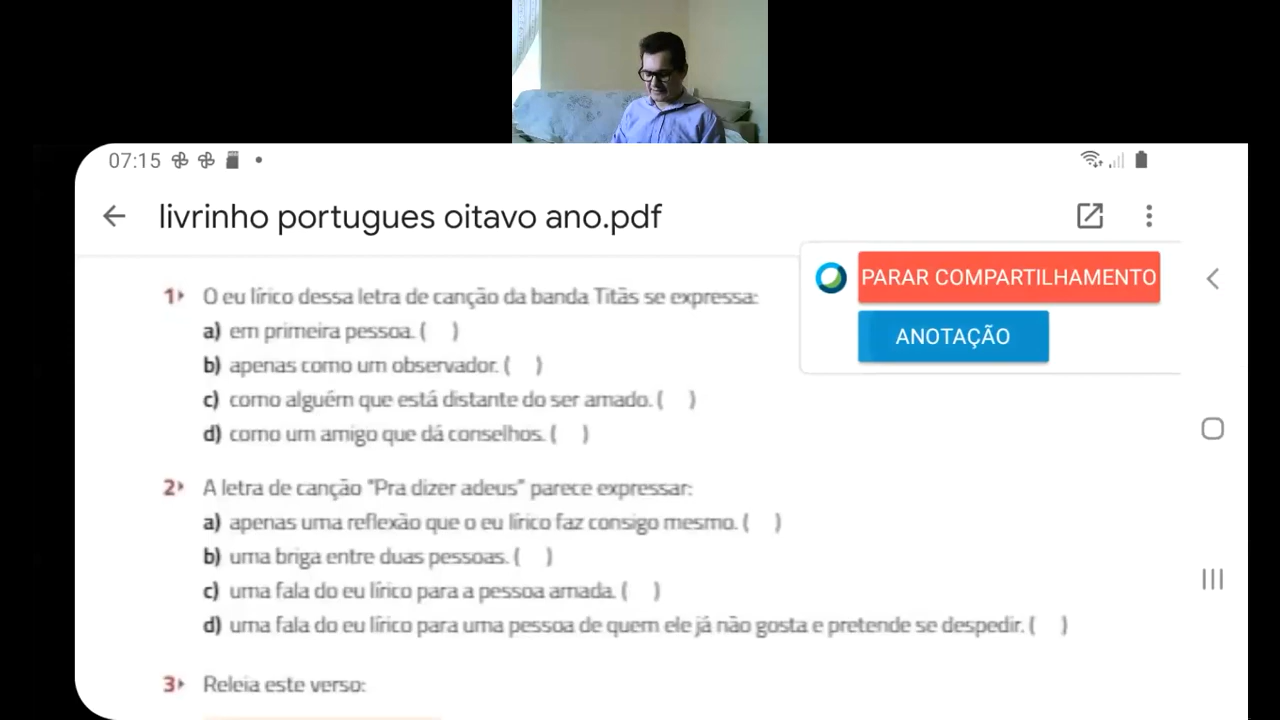 07:15
livrinho portugues oitavo ano.pdf
PARAR COMPARTILHAMENTO
ANOTAÇÃO
1 O eu lírico dessa letra de canção da banda Titãs se expressa:
a) em primeira pessoa. ( )
b) apenas como um observador. ( )
c) como alguém que está distante do ser amado. ( )
d) como um amigo que dá conselhos. ( )
2 A letra de canção "Pra dizer adeus" parece expressar:
a) apenas uma reflexão que o eu lírico faz consigo mesmo. ( )
b) uma briga entre duas pessoas. ( )
c) uma fala do eu lírico para a pessoa amada. ( )
d) uma fala do eu lírico para uma pessoa de quem ele já não gosta e pretende se despedir. ( )
3 Releia este verso: